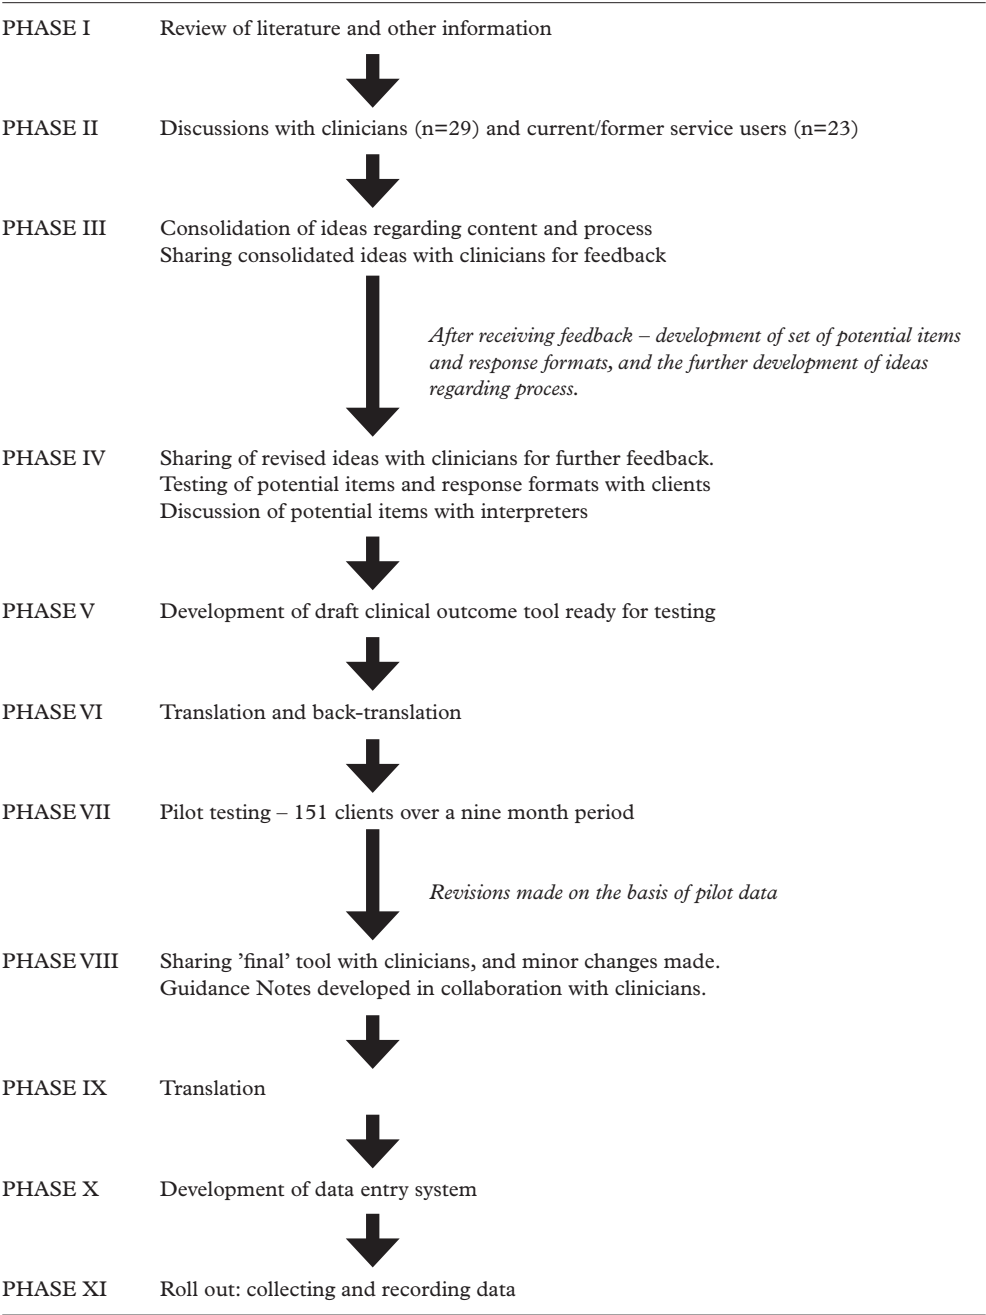 PHASE I Review of literature and other information
PHASE II Discussions with clinicians (n=29) and current/former service users (n=23)
PHASE III Consolidation of ideas regarding content and process
Sharing consolidated ideas with clinicians for feedback
After receiving feedback – development of set of potential items
and response formats, and the further development of ideas
regarding process.
PHASE IV Sharing of revised ideas with clinicians for further feedback.
Testing of potential items and response formats with clients
Discussion of potential items with interpreters
PHASE V Development of draft clinical outcome tool ready for testing
PHASE VI Translation and back-translation
PHASE VII Pilot testing – 151 clients over a nine month period
Revisions made on the basis of pilot data
PHASE VIII Sharing ’final’ tool with clinicians, and minor changes made.
Guidance Notes developed in collaboration with clinicians.
PHASE IX Translation
PHASE X Development of data entry system
PHASE XI Roll out: collecting and recording data